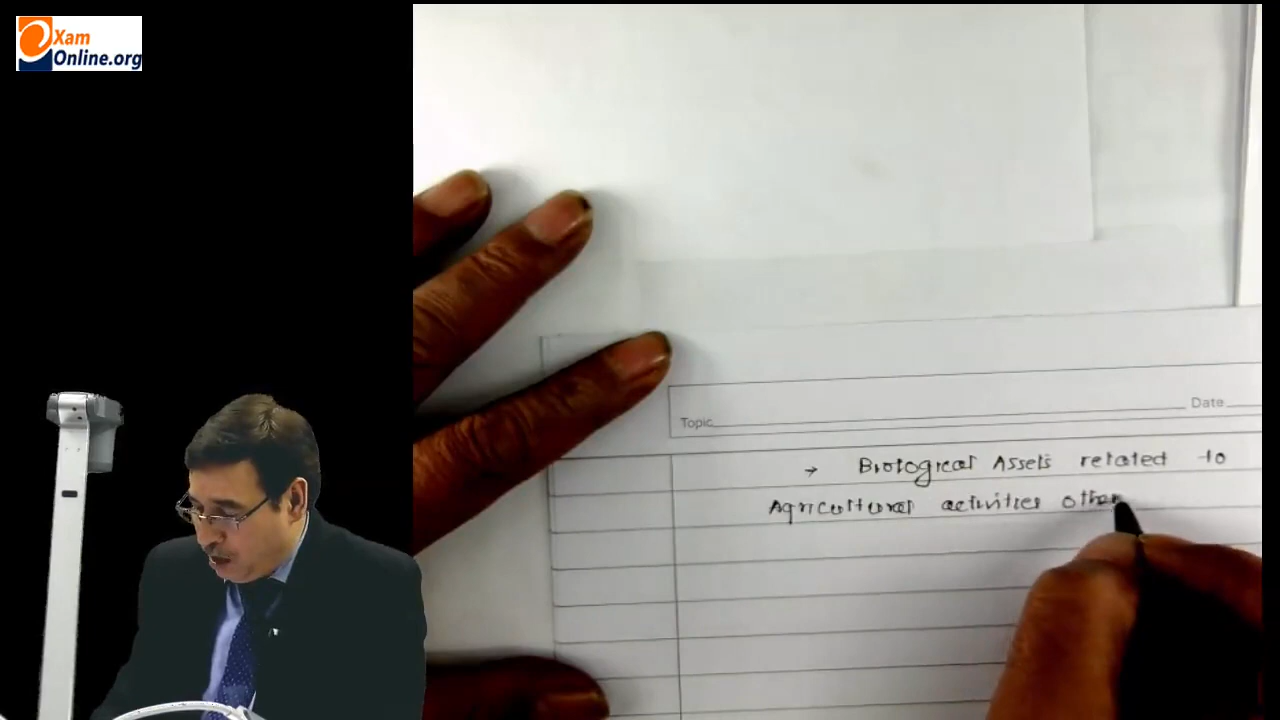 Xam
Online.org
Topic
Date
→ Biological Assets related to
Agricultural activities other